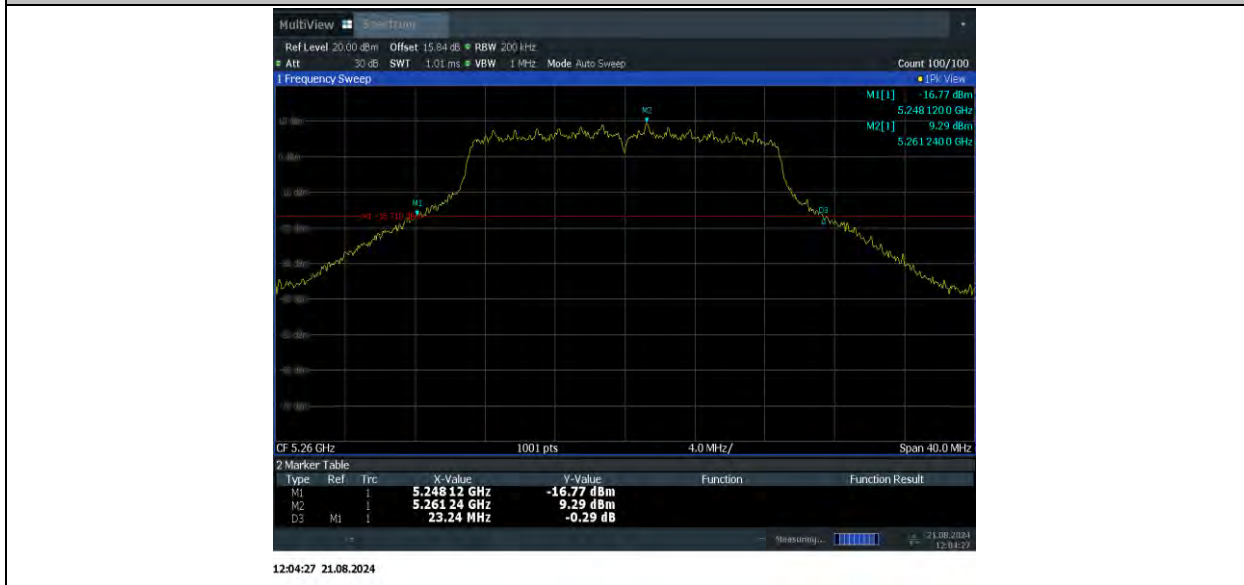 MultiView Spectrum
Ref Level 20.00 dBm Offset 15.84 dB RBW 200 kHz
Att 30 dB SWT 1.01 ms VBW 1 MHz Mode Auto Sweep Count 100/100
1 Frequency Sweep 1Pk View
M1[1] -16.77 dBm
5.248 120 0 GHz
M2
M2[1] 9.29 dBm
5.261 240 0 GHz
0 dBm
M1
D3
CF 5.26 GHz 1001 pts 4.0 MHz/ Span 40.0 MHz
2 Marker Table
Type Ref Trc X-Value Y-Value Function Function Result
M1 1 5.248 12 GHz -16.77 dBm
M2 1 5.261 24 GHz 9.29 dBm
D3 M1 1 23.24 MHz -0.29 dB
Measuring... 21.08.2024
12:04:27
12:04:27 21.08.2024